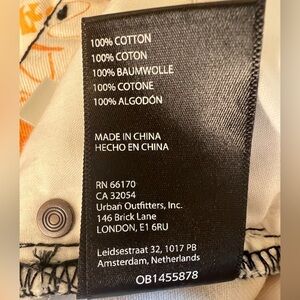 100% COTTON
100% COTON
100% BAUMWOLLE
100% COTONE
100% ALGODÓN
MADE IN CHINA
HECHO EN CHINA
RN 66170
CA 32054
Urban Outfitters, Inc.
146 Brick Lane
LONDON, E1 6RU
Leidsestraat 32, 1017 PB
Amsterdam, Netherlands
OB1455878